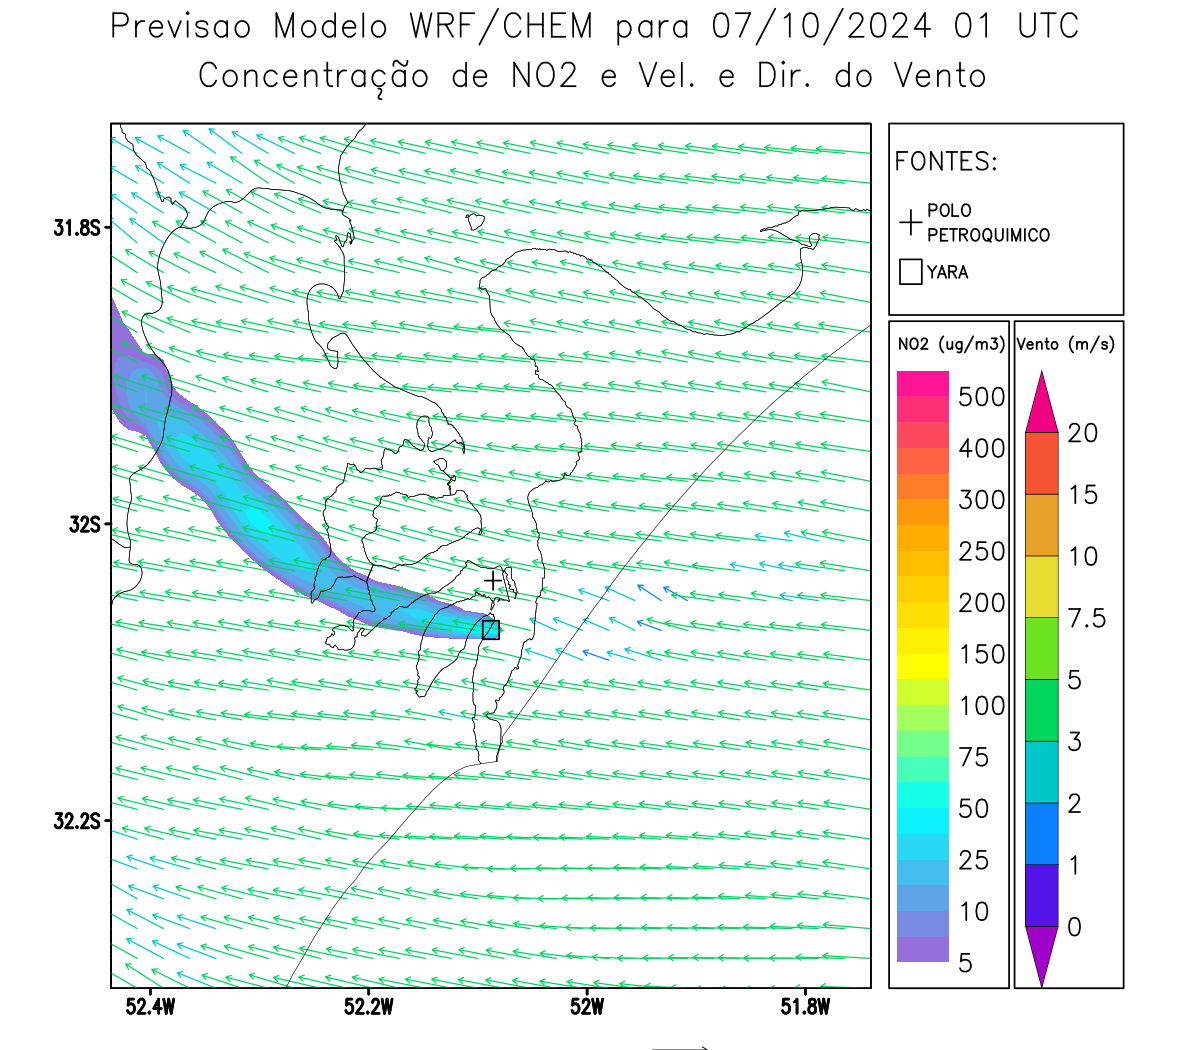 Previsao Modelo WRF/CHEM para 07/10/2024 01 UTC
Concentração de NO2 e Vel. e Dir. do Vento
FONTES:
POLO
PETROQUIMICO
YARA
31.8S
32S
32.2S
52.4W
52.2W
52W
51.8W
NO2 (ug/m3)
500
400
300
250
200
150
100
75
50
25
10
5
Vento (m/s)
20
15
10
7.5
5
3
2
1
0